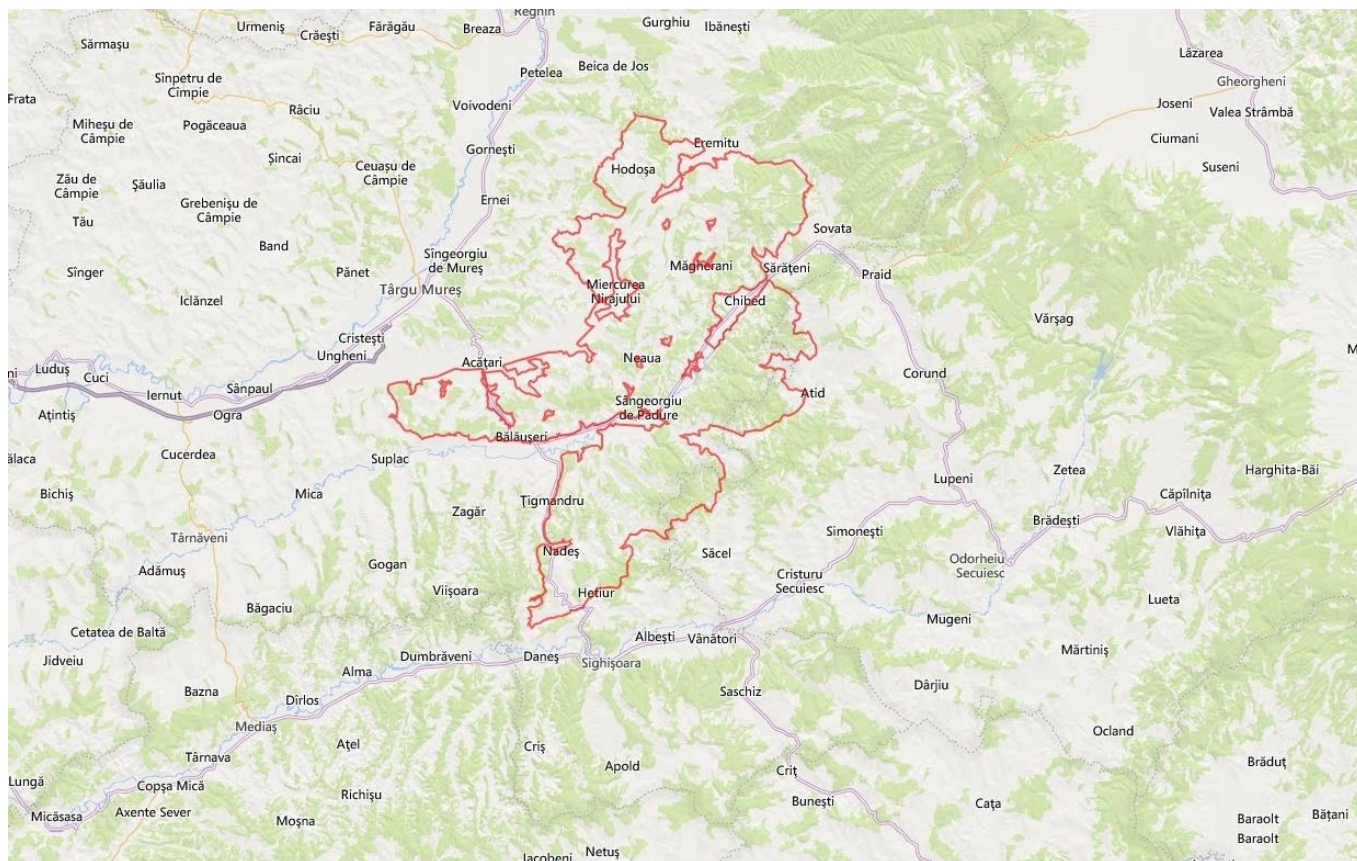 Reghin
Gurghiu
Ibănești
Urmeniș
Crăești
Fărăgău
Breaza
Sărmașu
Lăzarea
Petelea
Beica de Jos
Gheorgheni
Sînpetru de
Cîmpie
Frata
Râciu
Voivodeni
Joseni
Valea Strâmbă
Miheșu de
Câmpie
Pogăceaua
Ciumani
Eremitu
Gornești
Șincai
Ceuașu de
Câmpie
Hodoșa
Suseni
Zău de
Câmpie
Șăulia
Grebenișu de
Câmpie
Ernei
Tău
Sovata
Band
Sîngeorgiu
de Mureș
Sînger
Pănet
Măgherani
Sărățeni
Praid
Târgu Mureș
Miercurea
Nirajului
Iclănzel
Chibed
Vărșag
Cristești
Ungheni
Acățari
Neaua
Luduș
Cuci
Sânpaul
Corund
Iernut
Atid
Ațintiș
Ogra
Sângeorgiu
de Pădure
Bălăușeri
Cucerdea
Suplac
Zetea
Harghita-Băi
Bichiș
Mica
Lupeni
Căpîlnița
Țigmandru
Zagăr
Brădești
Simonești
Vlăhița
Târnăveni
Nadeș
Săcel
Odorheiu
Secuiesc
Gogan
Adămuș
Cristuru
Secuiesc
Viișoara
Hetiur
Lueta
Băgaciu
Mugeni
Cetatea de Baltă
Albești
Vânători
Mărtiniș
Jidveiu
Dumbrăveni
Daneș
Sighișoara
Alma
Dârjiu
Bazna
Dîrlos
Saschiz
Mediaș
Ocland
Ațel
Criș
Târnava
Apold
Brăduț
Criț
Lungă
Copșa Mică
Richișu
Bunești
Cața
Micăsasa
Axente Sever
Moșna
Baraolt
Bățani
Baraolt
Iacobeni
Netuș